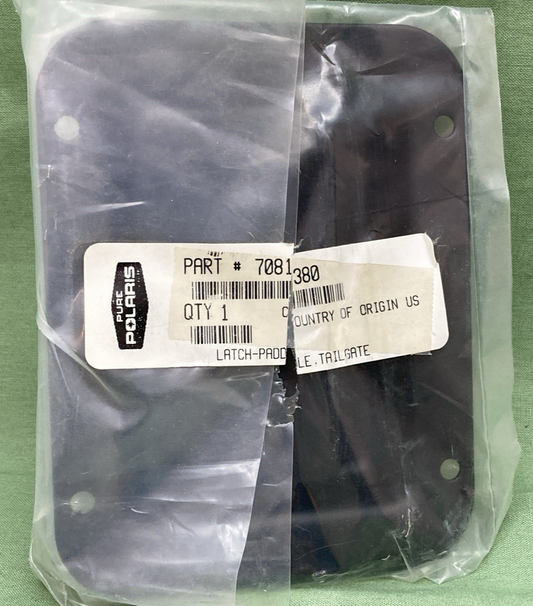 PURE
POLARIS
PART # 7081380
QTY 1
COUNTRY OF ORIGIN US
LATCH-PADDLE,TAILGATE